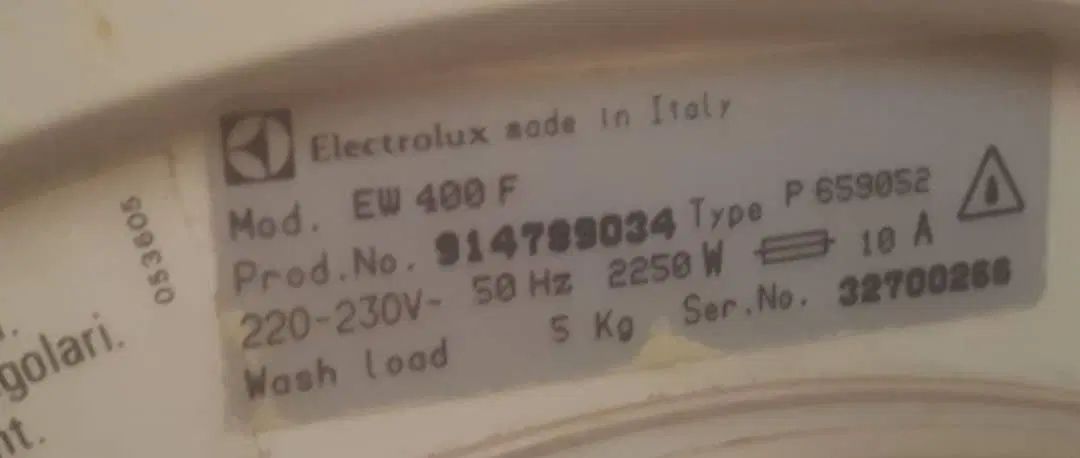 Electrolux made in Italy
Mod. EW 400 F
Prod.No. 914789034 Type P 659052
220-230V~ 50 Hz 2250 W 10 A
Wash load 5 Kg Ser.No. 32700266
053605
golari.
nt.